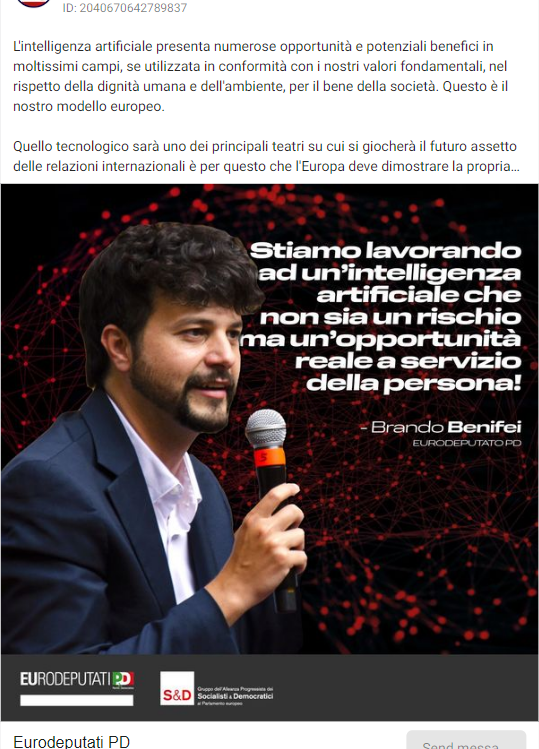 ID: 2040670642789837
L'intelligenza artificiale presenta numerose opportunità e potenziali benefici in
moltissimi campi, se utilizzata in conformità con i nostri valori fondamentali, nel
rispetto della dignità umana e dell'ambiente, per il bene della società. Questo è il
nostro modello europeo.
Quello tecnologico sarà uno dei principali teatri su cui si giocherà il futuro assetto
delle relazioni internazionali è per questo che l'Europa deve dimostrare la propria...
Stiamo lavorando
ad un'intelligenza
artificiale che
non sia un rischio
ma un'opportunità
reale a servizio
della persona!
- Brando Benifei
EURODEPUTATO PD
EURODEPUTATI PD
S&D
Gruppo dell'Alleanza Progressista dei
Socialisti & Democratici
al Parlamento europeo
Eurodeputati PD
Send messa...